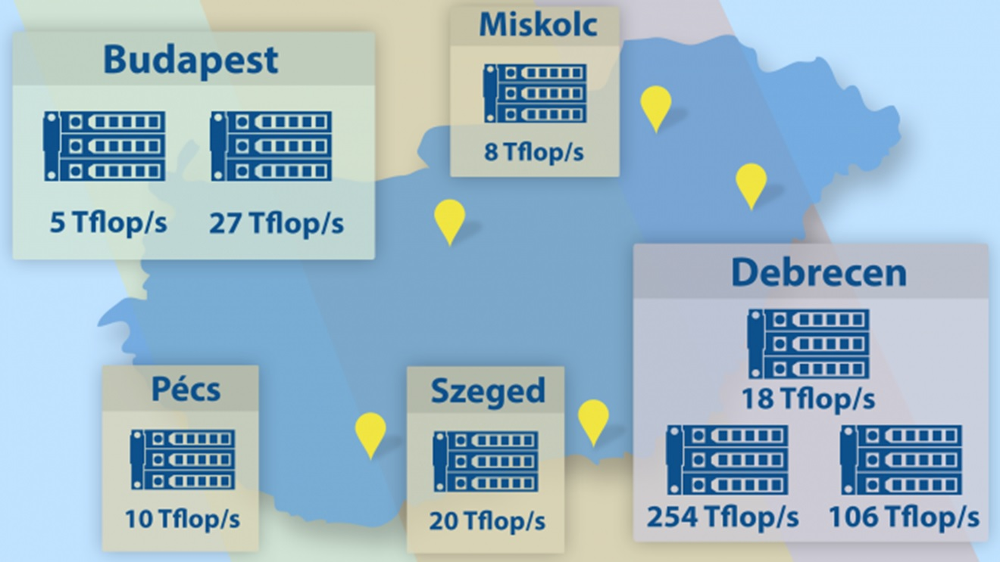 Budapest
5 Tflop/s 27 Tflop/s
Miskolc
8 Tflop/s
Debrecen
18 Tflop/s
254 Tflop/s 106 Tflop/s
Pécs
10 Tflop/s
Szeged
20 Tflop/s